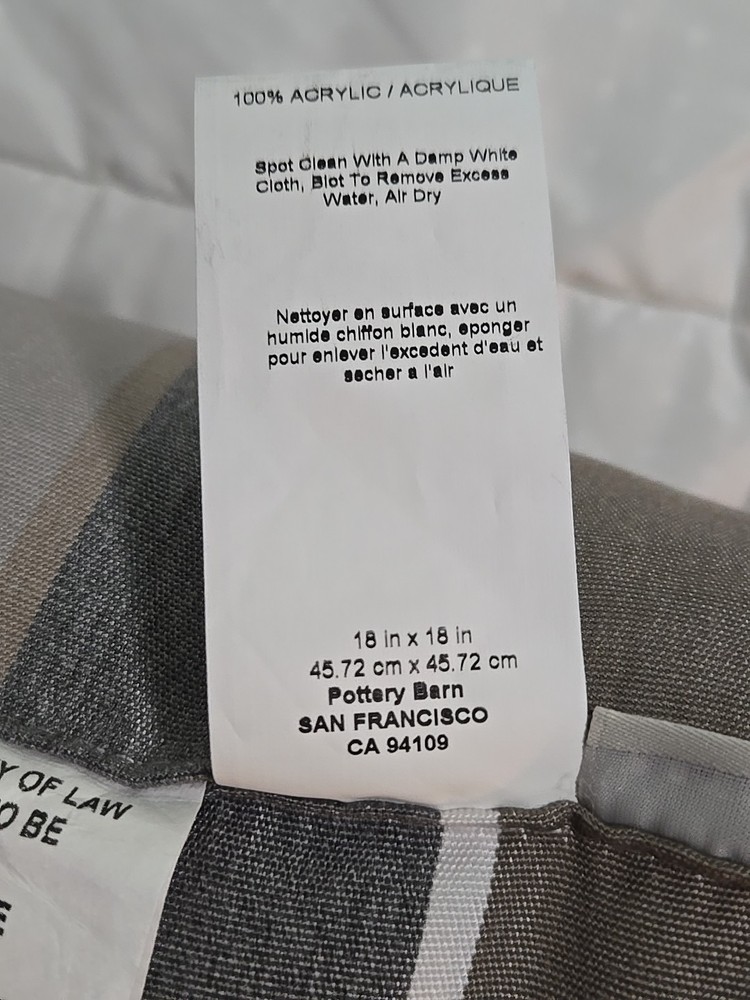 100% ACRYLIC / ACRYLIQUE
Spot Clean With A Damp White
Cloth, Blot To Remove Excess
Water, Air Dry
Nettoyer en surface avec un
humide chiffon blanc, eponger
pour enlever l'excedent d'eau et
secher a l'air
18 in x 18 in
45.72 cm x 45.72 cm
Pottery Barn
SAN FRANCISCO
CA 94109
Y OF LAW
O BE
E